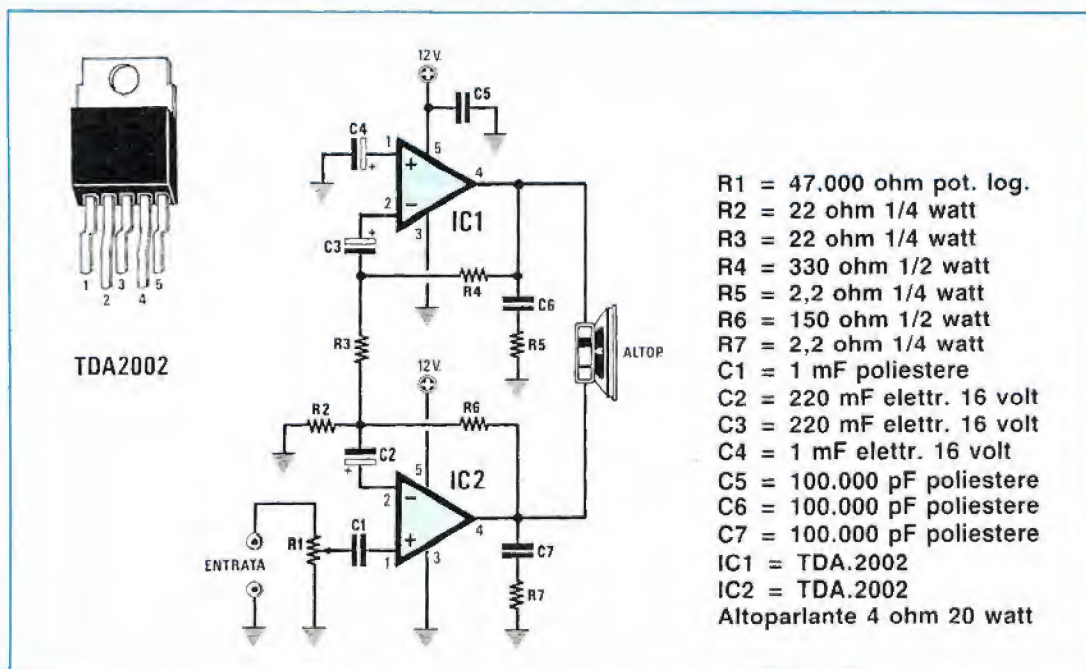 1
2
3
4
5
TDA2002
12 V.
C5
C4
1
5
+
4
+
−
2
IC1
+
3
C3
R4
C6
R5
ALTOP.
R3
12 V.
R2
R6
C2
+
5
IC2
2
−
4
C1
+
C7
R1
1
3
ENTRATA
R7
R1 = 47.000 ohm pot. log.
R2 = 22 ohm 1/4 watt
R3 = 22 ohm 1/4 watt
R4 = 330 ohm 1/2 watt
R5 = 2,2 ohm 1/4 watt
R6 = 150 ohm 1/2 watt
R7 = 2,2 ohm 1/4 watt
C1 = 1 mF poliestere
C2 = 220 mF elettr. 16 volt
C3 = 220 mF elettr. 16 volt
C4 = 1 mF elettr. 16 volt
C5 = 100.000 pF poliestere
C6 = 100.000 pF poliestere
C7 = 100.000 pF poliestere
IC1 = TDA.2002
IC2 = TDA.2002
Altoparlante 4 ohm 20 watt